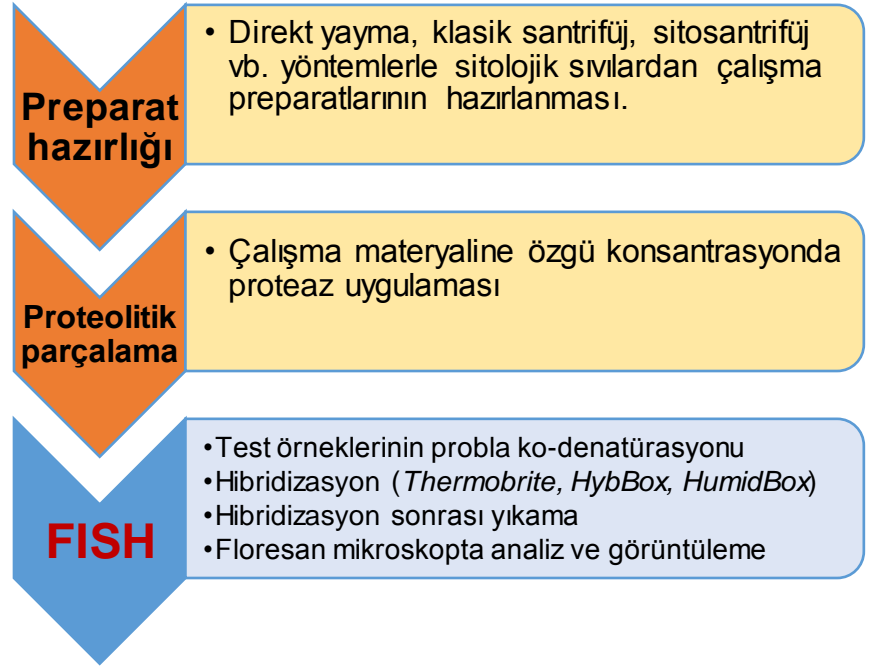 Preparat
hazırlığı
• Direkt yayma, klasik santrifüj, sitosantrifüj
vb. yöntemlerle sitolojik sıvılardan çalışma
preparatlarının hazırlanması.
Proteolitik
parçalama
• Çalışma materyaline özgü konsantrasyonda
proteaz uygulaması
FISH
•Test örneklerinin probla ko-denatürasyonu
•Hibridizasyon (Thermobrite, HybBox, HumidBox)
•Hibridizasyon sonrası yıkama
•Floresan mikroskopta analiz ve görüntüleme